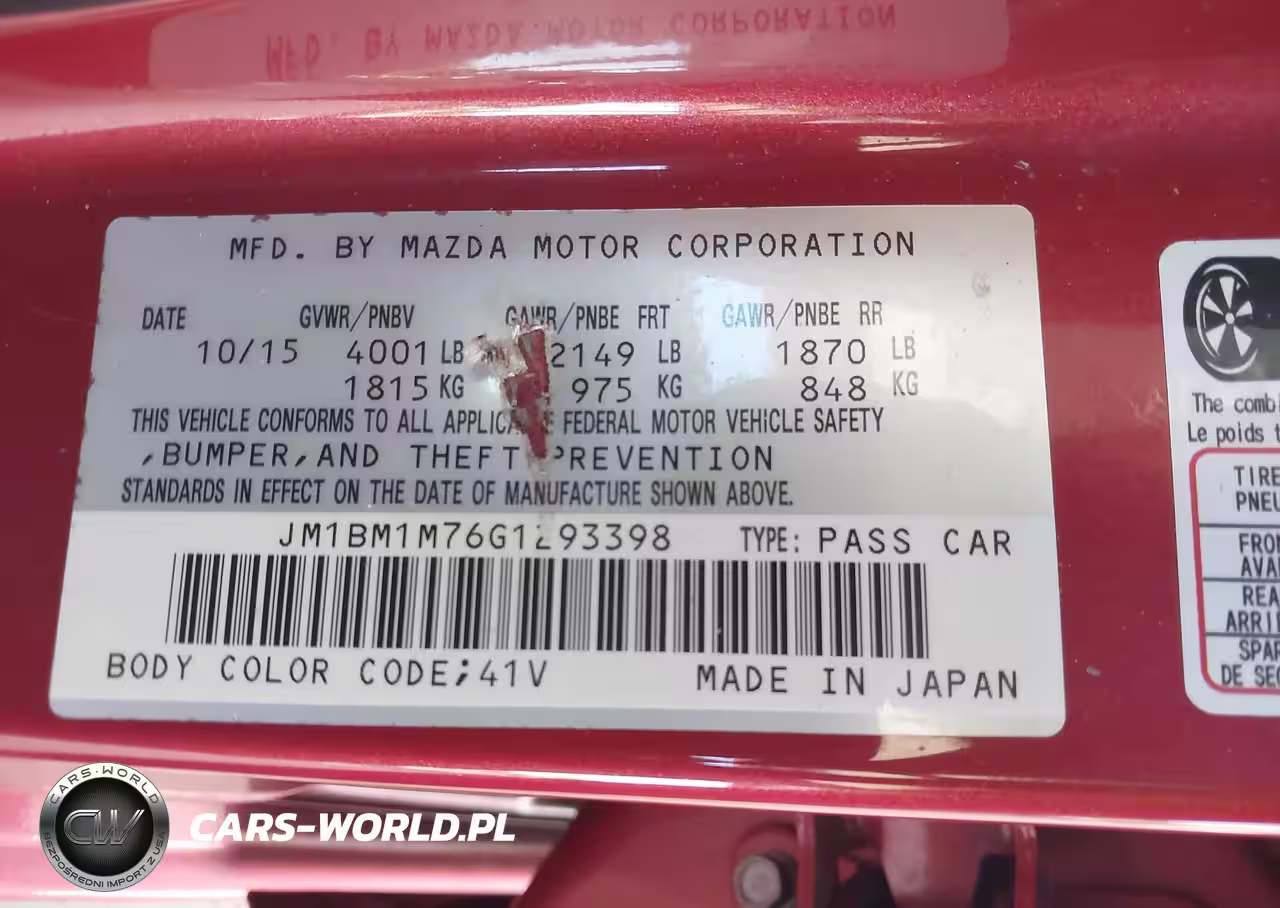 MFD. BY MAZDA MOTOR CORPORATION
DATE GVWR/PNBV GAWR/PNBE FRT GAWR/PNBE RR
10/15 4001 LB 2149 LB 1870 LB
1815 KG 975 KG 848 KG
THIS VEHICLE CONFORMS TO ALL FEDERAL MOTOR VEHICLE SAFETY
,BUMPER,AND THEFT PREVENTION
STANDARDS IN EFFECT ON THE DATE OF MANUFACTURE SHOWN ABOVE.
JM1BM1M76G1293398 TYPE: PASS CAR
BODY COLOR CODE;41V MADE IN JAPAN
The combi
Le poids t
TIRE
PNEU
FRON
AVA
REA
ARRI
SPAR
DE SEC
CARS-WORLD
CW
BEZPOŚREDNI IMPORT Z USA
CARS-WORLD.PL